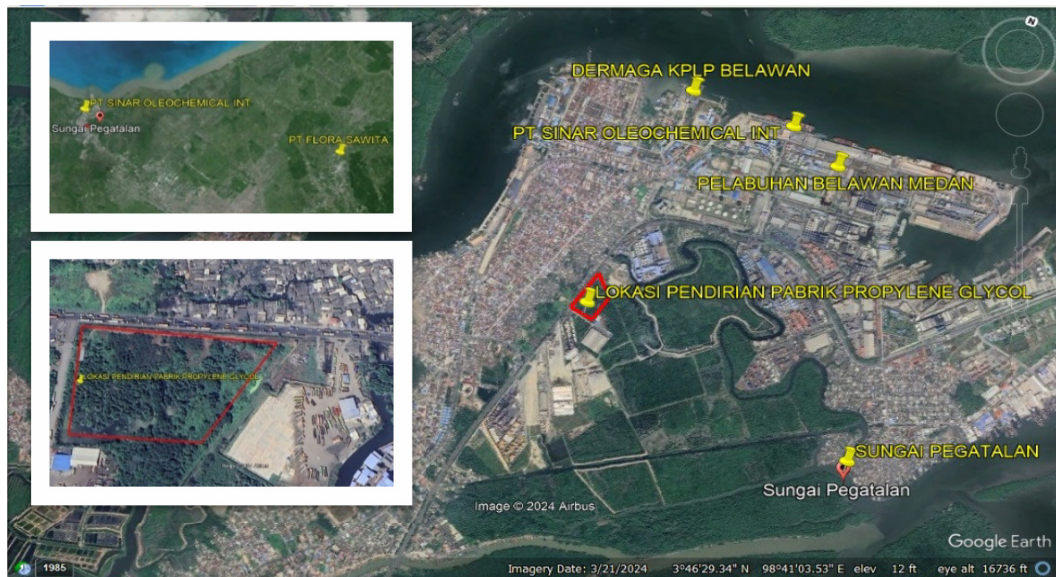 PT SINAR OLEOCHEMICAL INT
Sungai Pegatalan
PT FLORA SAWITA
LOKASI PENDIRIAN PABRIK PROPYLENE GLYCOL
N
DERMAGA KPLP BELAWAN
PT SINAR OLEOCHEMICAL INT
PELABUHAN BELAWAN MEDAN
LOKASI PENDIRIAN PABRIK PROPYLENE GLYCOL
SUNGAI PEGATALAN
Sungai Pegatalan
Image © 2024 Airbus
Google Earth
1985
Imagery Date: 3/21/2024 3°46'29.34" N 98°41'03.53" E elev 12 ft eye alt 16736 ft